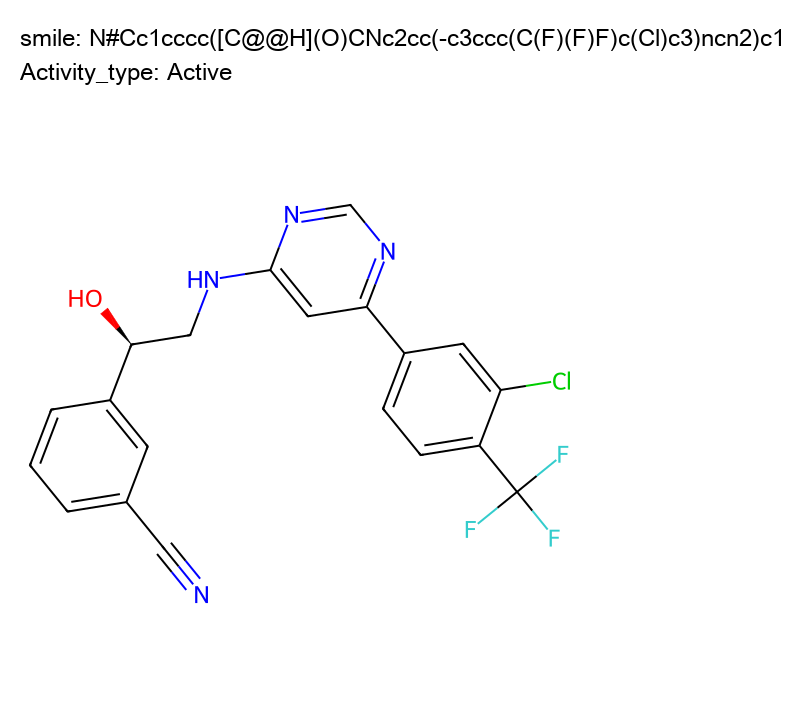 smile: N#Cc1cccc([C@@H](O)CNc2cc(-c3ccc(C(F)(F)F)c(Cl)c3)ncn2)c1
Activity_type: Active
N
N
HN
HO
Cl
F
F
F
N